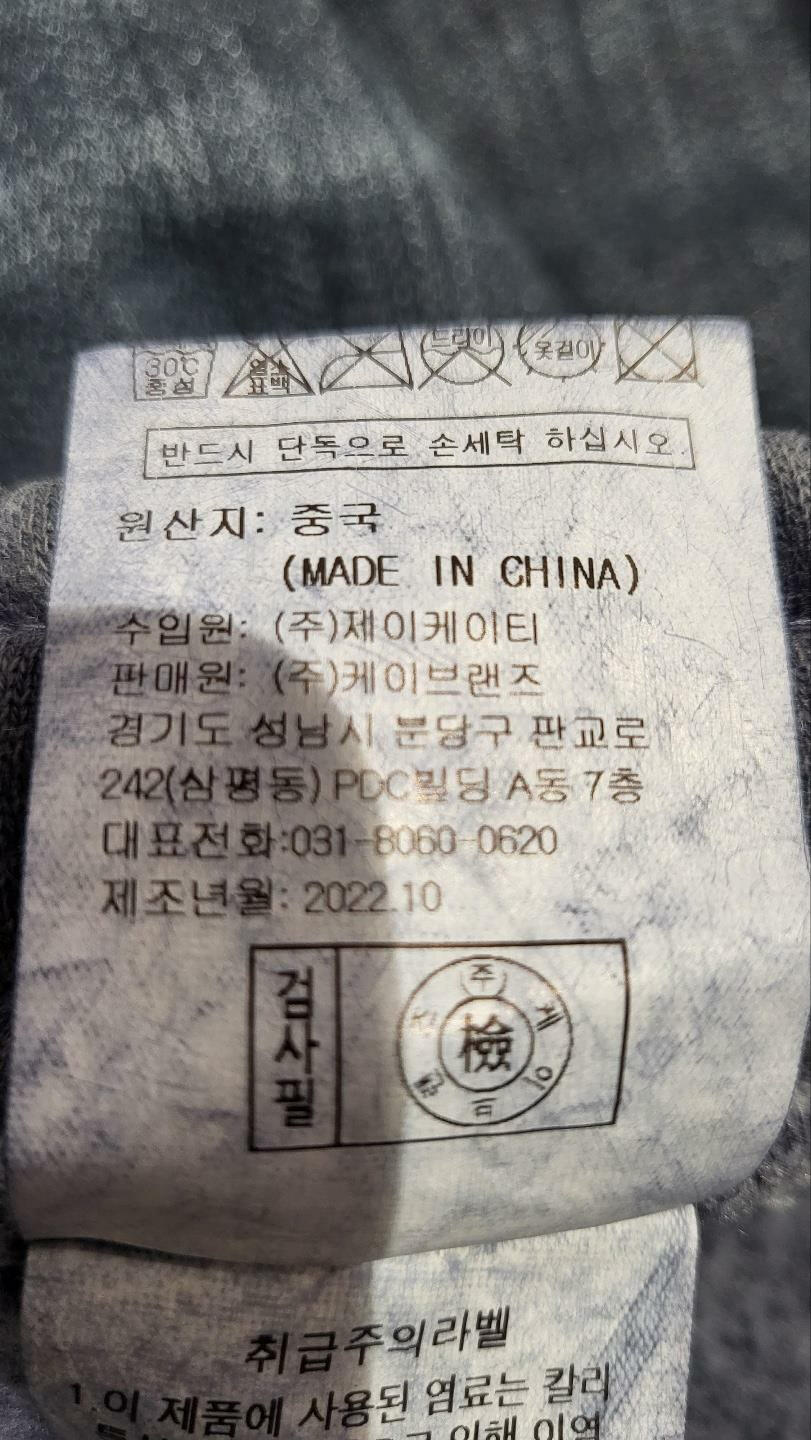 30℃ 중성
염소 표백
드라이
옷걸이
반드시 단독으로 손세탁 하십시오.
원산지: 중국
(MADE IN CHINA)
수입원: (주)제이케이티
판매원: (주)케이브랜즈
경기도 성남시 분당구 판교로
242(삼평동) PDC빌딩 A동 7층
대표전화:031-8060-0620
제조년월: 2022.10
검사필
檢
취급주의라벨
1.이 제품에 사용된 염료는 칼라